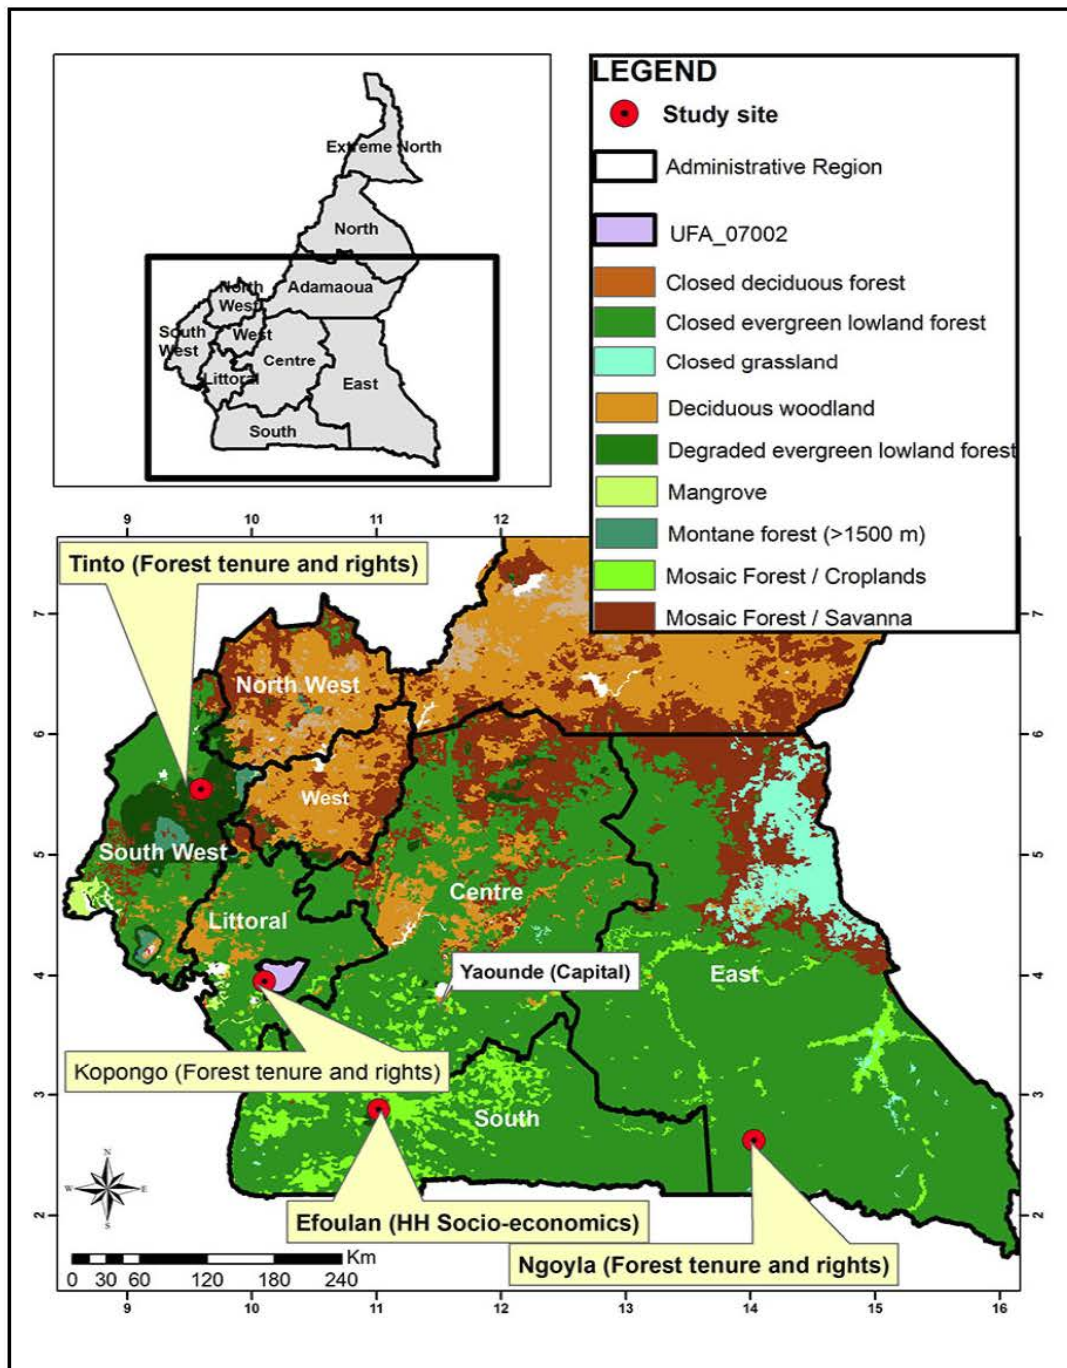 Extreme North
North
Adamaoua
North
West
South
West
West
Centre
Littoral
East
South
LEGEND
Study site
Administrative Region
UFA_07002
Closed deciduous forest
Closed evergreen lowland forest
Closed grassland
Deciduous woodland
Degraded evergreen lowland forest
Mangrove
Montane forest (>1500 m)
Mosaic Forest / Croplands
Mosaic Forest / Savanna
9 10 11 12
Tinto (Forest tenure and rights)
7 7
North West
6 6
West
5 5
South West
Centre
Littoral
4 4
Yaounde (Capital)
East
Kopongo (Forest tenure and rights)
3 3
South
N
W E
S
2 2
Efoulan (HH Socio-economics)
Ngoyla (Forest tenure and rights)
Km
0 30 60 120 180 240
9 10 11 12 13 14 15 16